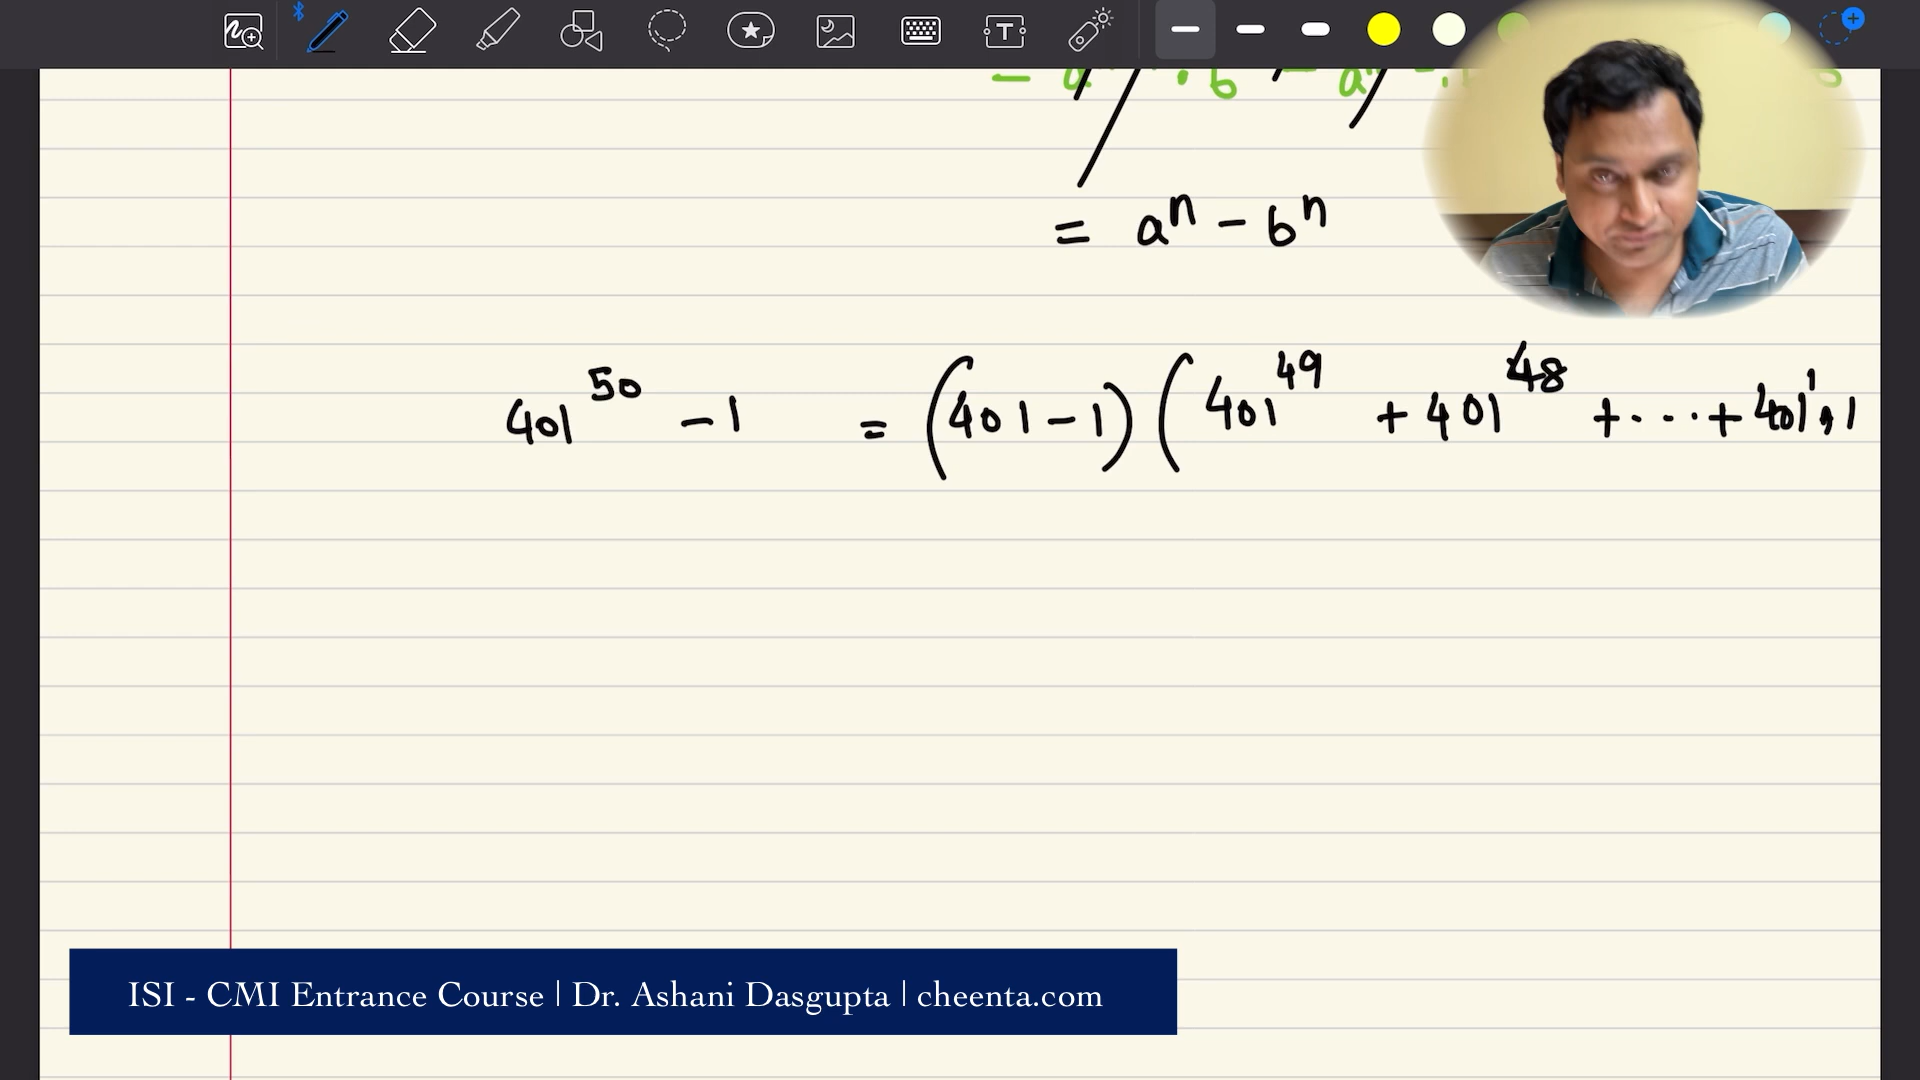 = aⁿ - bⁿ
401⁵⁰ - 1 = (401 - 1) (401⁴⁹ + 401⁴⁸ + ... + 401¹ + 1
ISI - CMI Entrance Course | Dr. Ashani Dasgupta | cheenta.com